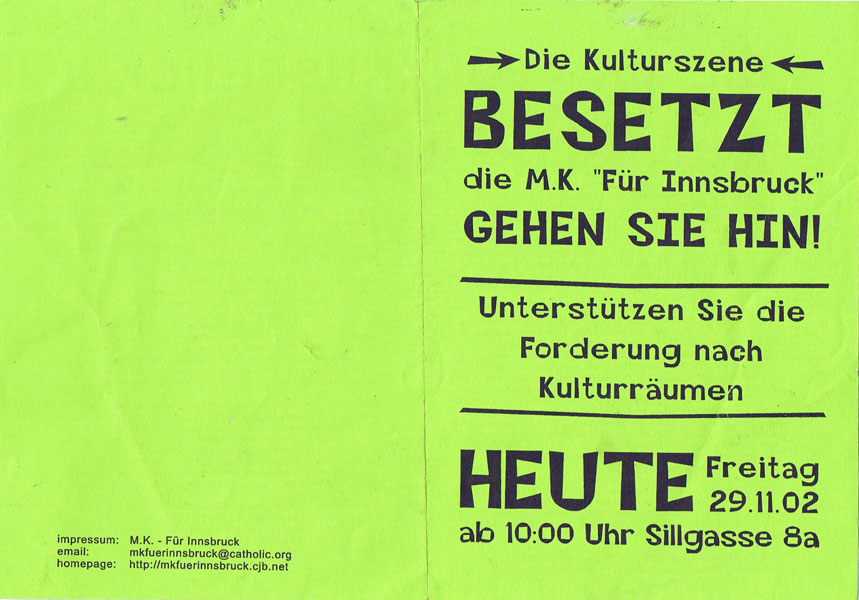 Die Kulturszene
BESETZT
die M.K. "Für Innsbruck"
GEHEN SIE HIN!
Unterstützen Sie die
Forderung nach
Kulturräumen
HEUTE Freitag
29.11.02
ab 10:00 Uhr Sillgasse 8a
impressum: M.K. - Für Innsbruck
email: mkfuerinnsbruck@catholic.org
homepage: http://mkfuerinnsbruck.cjb.net